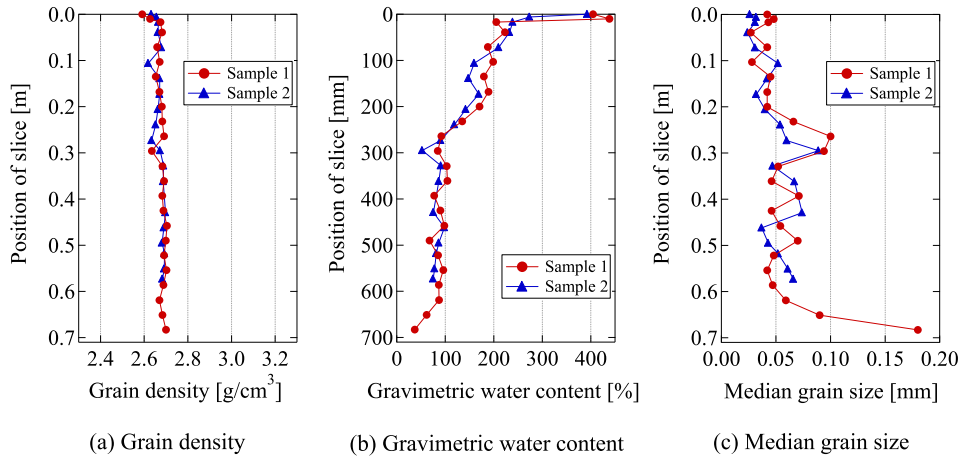 0.0
0.1
0.2
0.3
0.4
0.5
0.6
0.7
Position of slice [m]
Sample 1
Sample 2
2.4 2.6 2.8 3.0 3.2
Grain density [g/cm³]
(a) Grain density
0
100
200
300
400
500
600
700
Position of slice [mm]
Sample 1
Sample 2
0 100 200 300 400
Gravimetric water content [%]
(b) Gravimetric water content
0.0
0.1
0.2
0.3
0.4
0.5
0.6
0.7
Position of slice [m]
Sample 1
Sample 2
0.00 0.05 0.10 0.15 0.20
Median grain size [mm]
(c) Median grain size